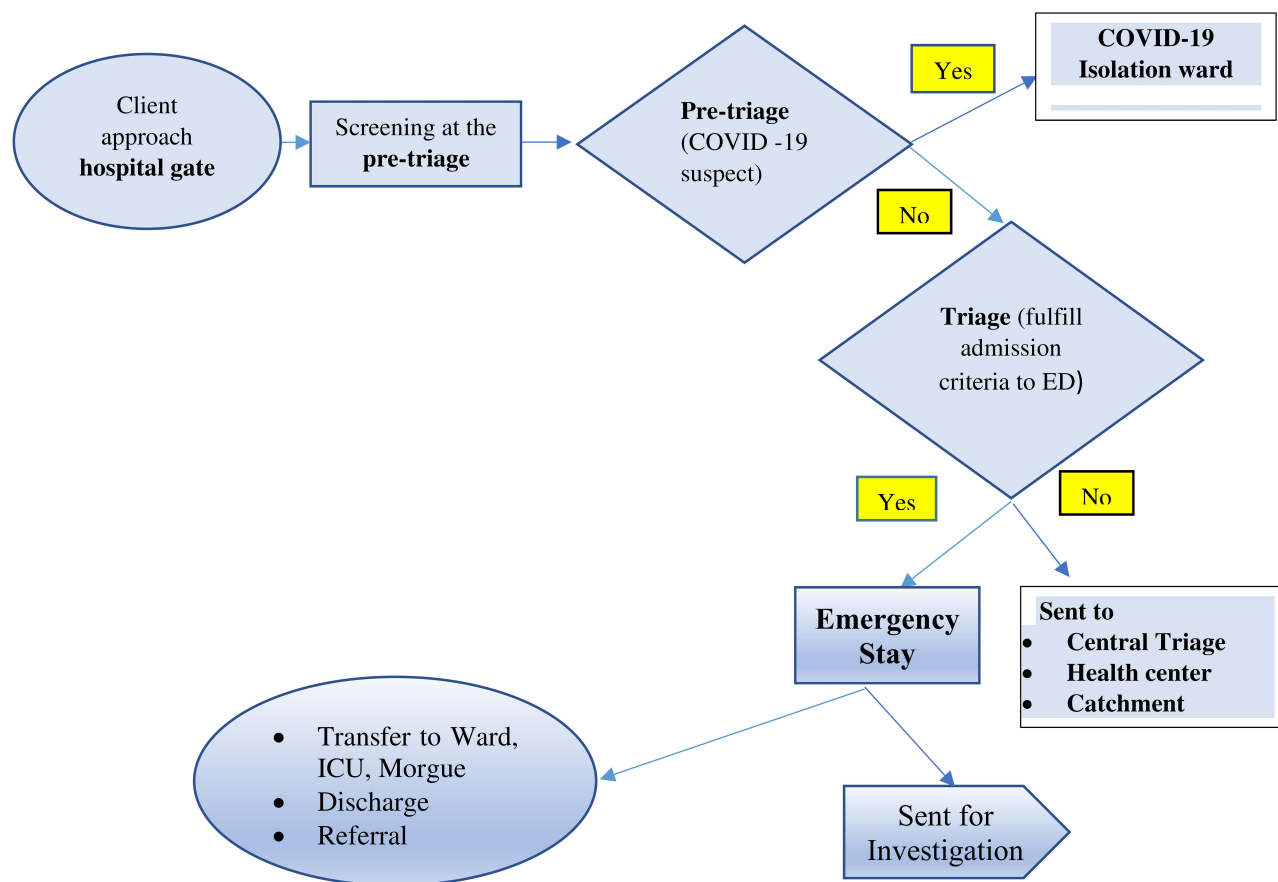 Client
approach
hospital gate
Screening at the
pre-triage
Pre-triage
(COVID -19
suspect)
Yes
COVID-19
Isolation ward
No
Triage (fulfill
admission
criteria to ED)
Yes
No
Emergency
Stay
Sent to
• Central Triage
• Health center
• Catchment
• Transfer to Ward,
ICU, Morgue
• Discharge
• Referral
Sent for
Investigation